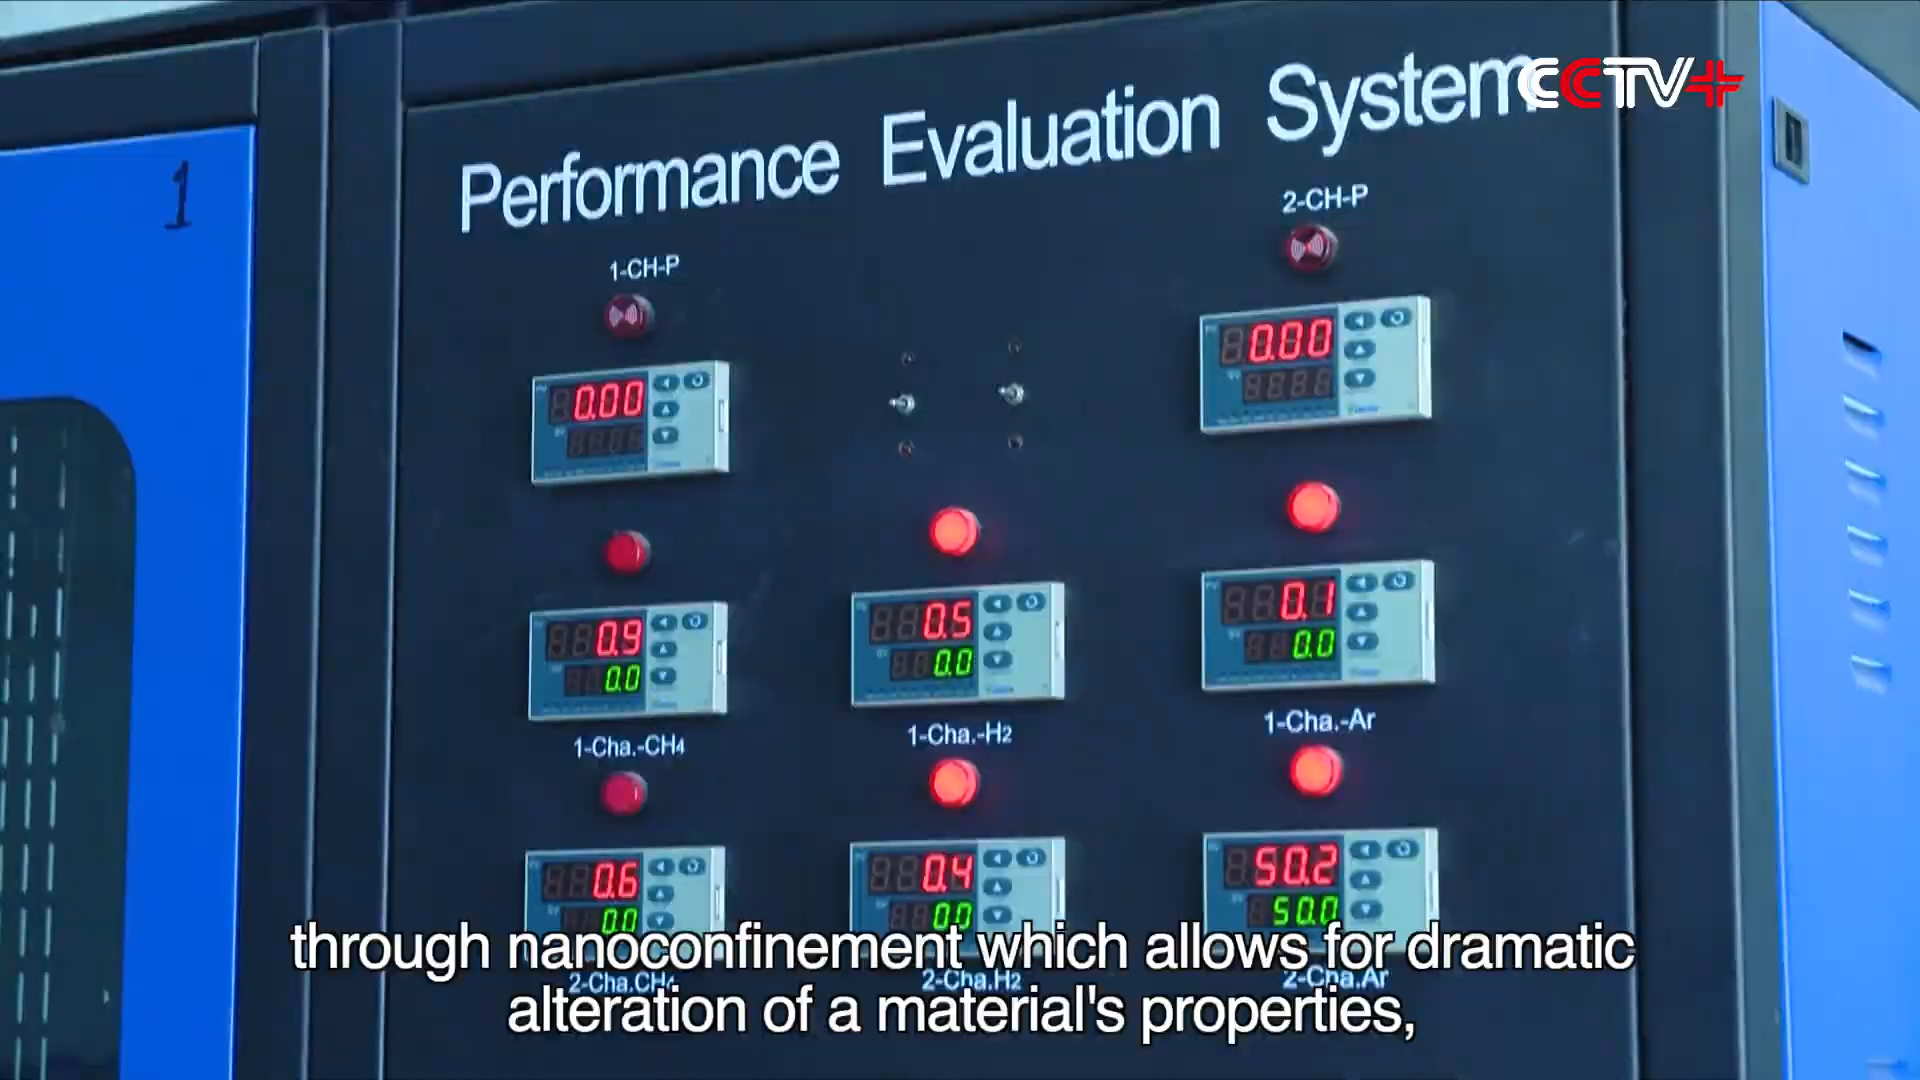 CCTV+
Performance Evaluation System
1
2-CH-P
1-CH-P
0.00
0.00
0.9
0.0
0.5
0.0
0.1
0.0
1-Cha.-CH4
1-Cha.-H2
1-Cha.-Ar
0.6
0.0
0.4
0.0
50.2
50.0
2-Cha.CH4
2-Cha.H2
2-Cha.Ar
through nanoconfinement which allows for dramatic
alteration of a material's properties,